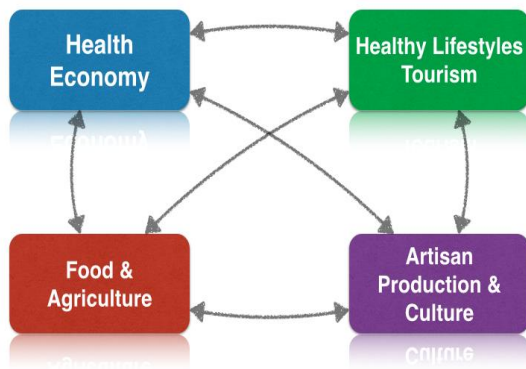 Health
Economy
Healthy Lifestyles
Tourism
Food &
Agriculture
Artisan
Production &
Culture